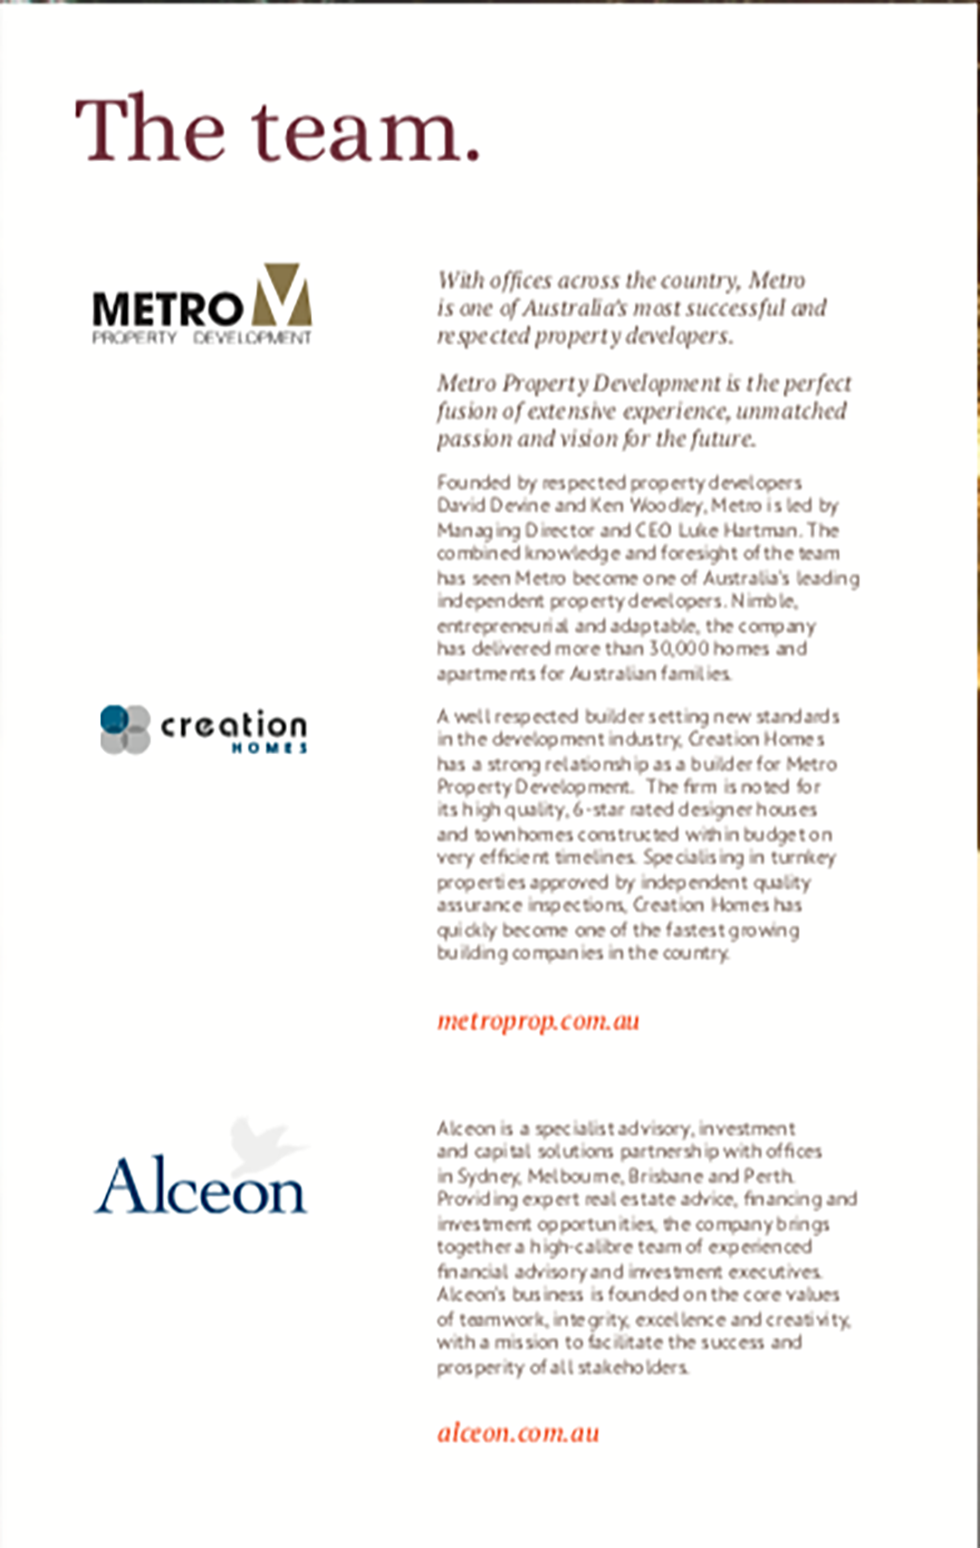 The team.
METRO
PROPERTY DEVELOPMENT
With offices across the country, Metro
is one of Australia's most successful and
respected property developers.
Metro Property Development is the perfect
fusion of extensive experience, unmatched
passion and vision for the future.
Founded by respected property developers
David Devine and Ken Woodley, Metro is led by
Managing Director and CEO Luke Hartman. The
combined knowledge and foresight of the team
has seen Metro become one of Australia's leading
independent property developers. Nimble,
entrepreneurial and adaptable, the company
has delivered more than 30,000 homes and
apartments for Australian families.
creation
HOMES
A well respected builder setting new standards
in the development industry, Creation Homes
has a strong relationship as a builder for Metro
Property Development. The firm is noted for
its high quality, 6-star rated designer houses
and townhomes constructed within budget on
very efficient timelines. Specialising in turnkey
properties approved by independent quality
assurance inspections, Creation Homes has
quickly become one of the fastest growing
building companies in the country.
metroprop.com.au
Alceon
Alceon is a specialist advisory, investment
and capital solutions partnership with offices
in Sydney, Melbourne, Brisbane and Perth.
Providing expert real estate advice, financing and
investment opportunities, the company brings
together a high-calibre team of experienced
financial advisory and investment executives.
Alceon's business is founded on the core values
of teamwork, integrity, excellence and creativity,
with a mission to facilitate the success and
prosperity of all stakeholders.
alceon.com.au